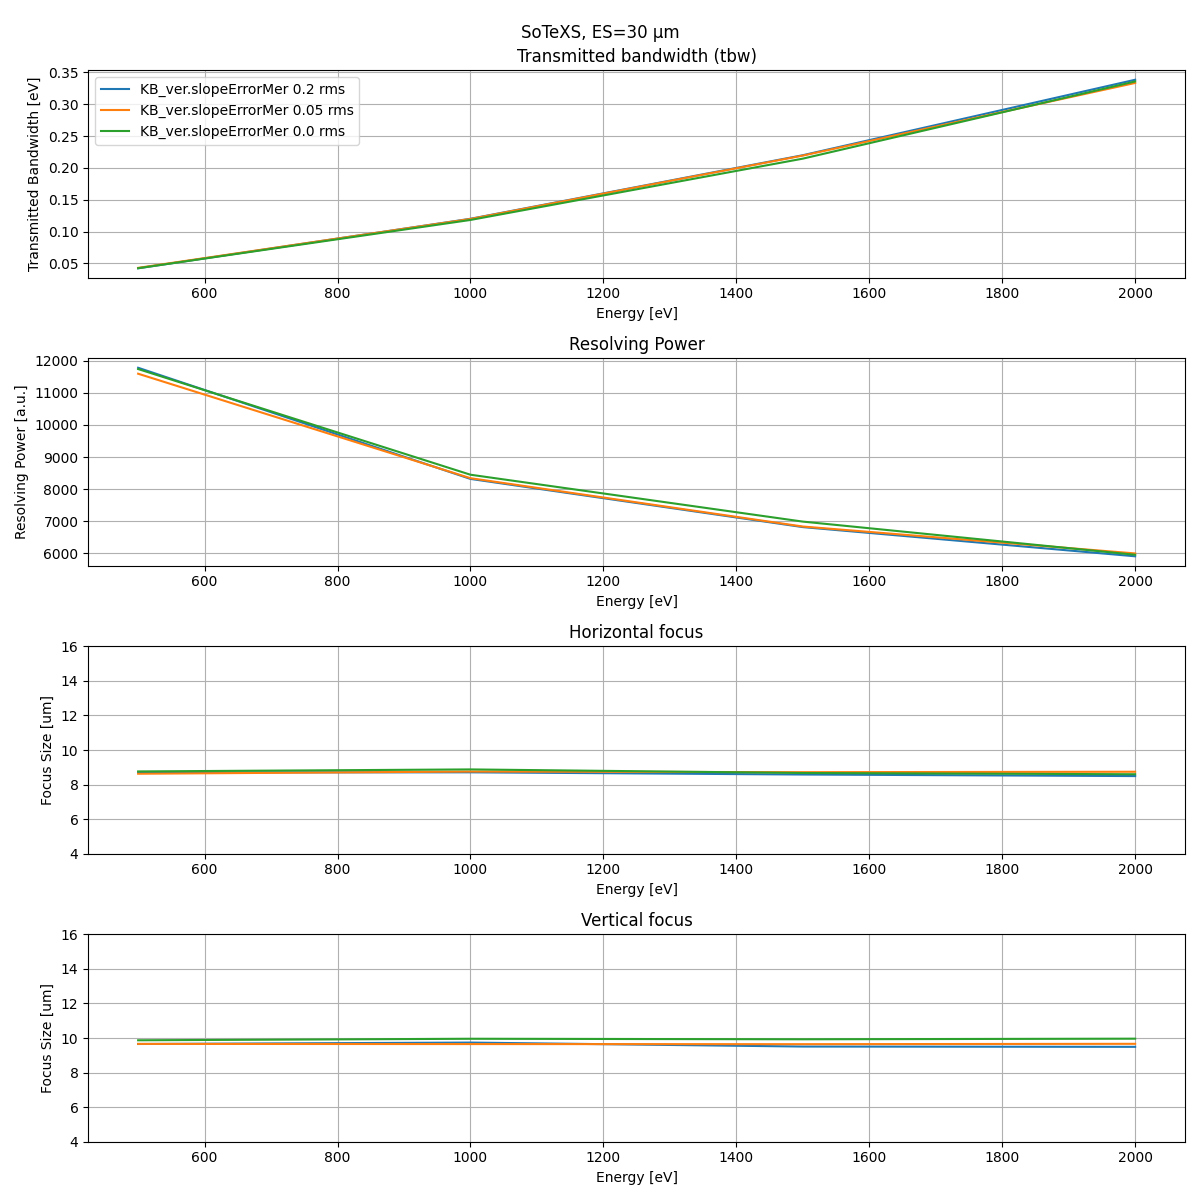 SoTeXS, ES=30 μm
Transmitted bandwidth (tbw)
Transmitted Bandwidth [eV]
0.35
0.30
0.25
0.20
0.15
0.10
0.05
KB_ver.slopeErrorMer 0.2 rms
KB_ver.slopeErrorMer 0.05 rms
KB_ver.slopeErrorMer 0.0 rms
600 800 1000 1200 1400 1600 1800 2000
Energy [eV]
Resolving Power
Resolving Power [a.u.]
12000
11000
10000
9000
8000
7000
6000
600 800 1000 1200 1400 1600 1800 2000
Energy [eV]
Horizontal focus
Focus Size [um]
16
14
12
10
8
6
4
600 800 1000 1200 1400 1600 1800 2000
Energy [eV]
Vertical focus
Focus Size [um]
16
14
12
10
8
6
4
600 800 1000 1200 1400 1600 1800 2000
Energy [eV]